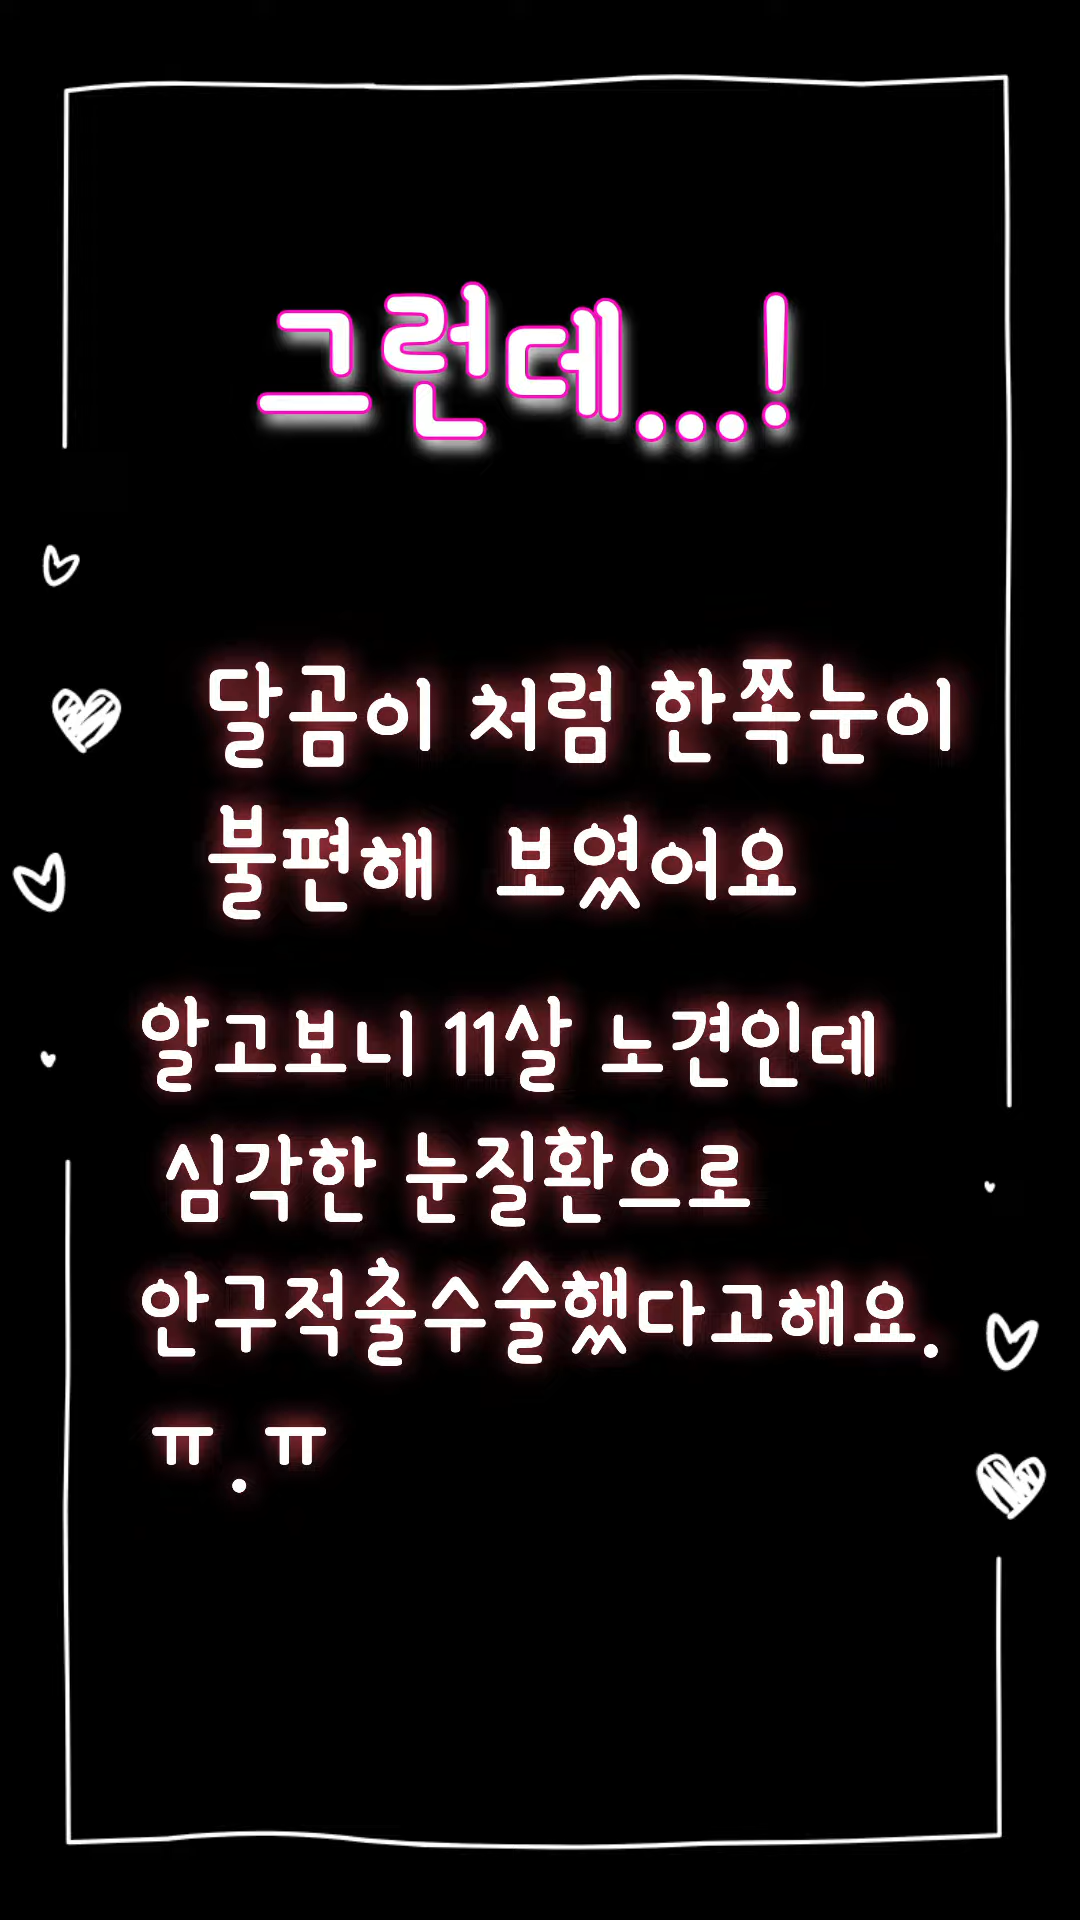 그런데...!
달곰이 처럼 한쪽눈이
불편해 보였어요
알고보니 11살 노견인데
심각한 눈질환으로
안구적출수술했다고해요.
ㅠ.ㅠ